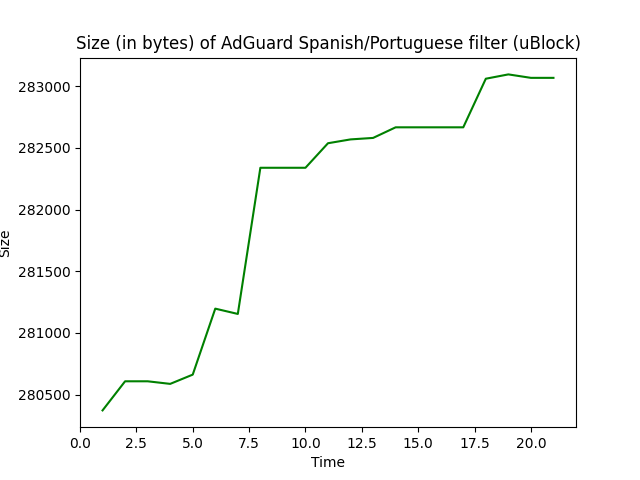 Size (in bytes) of AdGuard Spanish/Portuguese filter (uBlock)
283000
282500
282000
281500
281000
280500
Size
0.0 2.5 5.0 7.5 10.0 12.5 15.0 17.5 20.0
Time